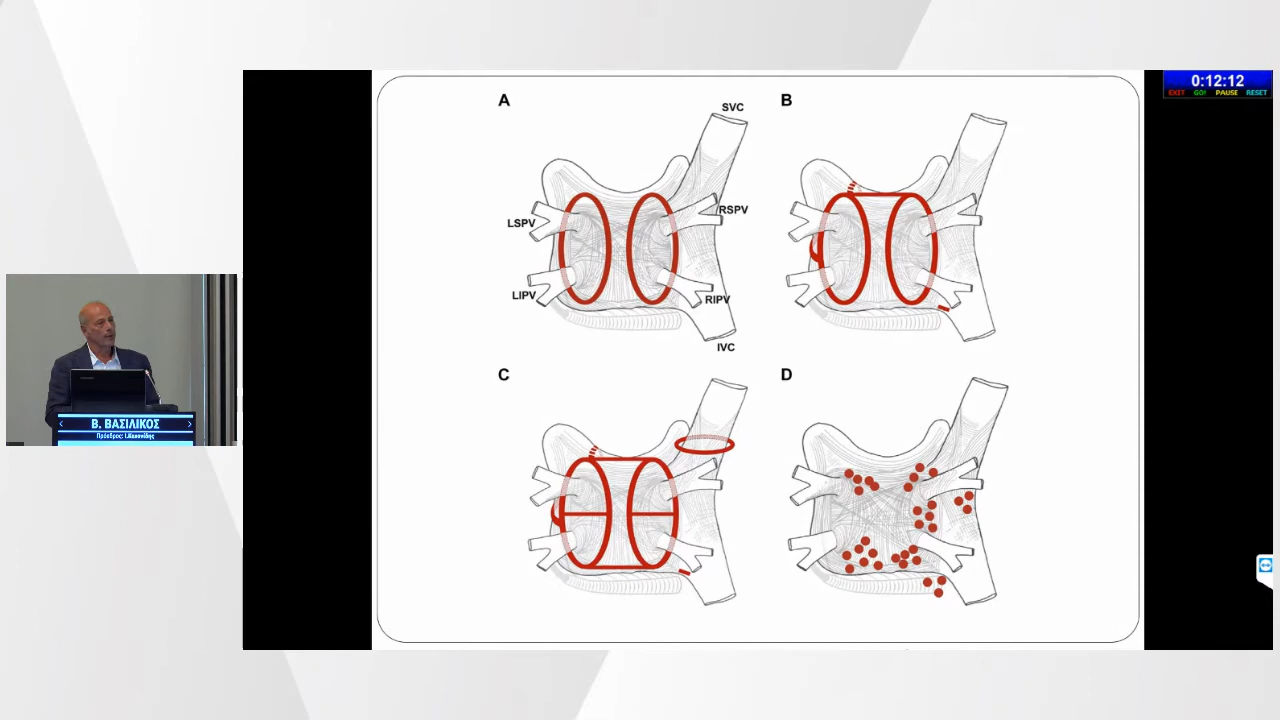 A
SVC
RSPV
LSPV
LIPV
RIPV
IVC
B
0:12:12
EXIT GO! PAUSE RESET
C
D
Β. ΒΑΣΙΛΙΚΟΣ